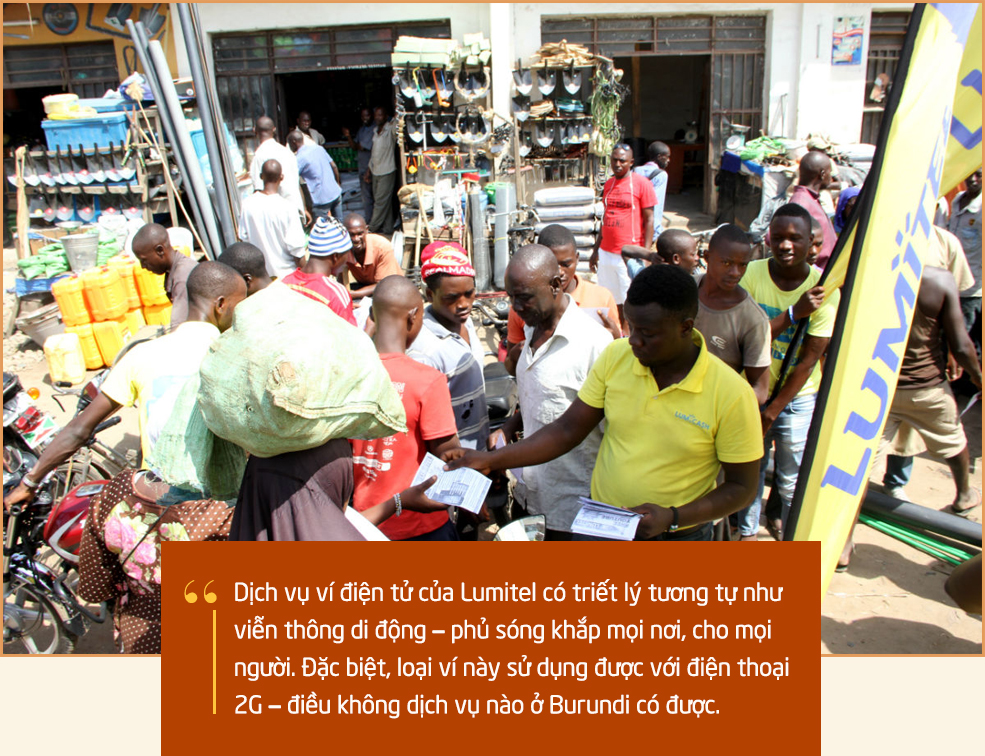 LUMITEL
LUMICASH
REALMADR
“
Dịch vụ ví điện tử của Lumitel có triết lý tương tự như
viễn thông di động – phủ sóng khắp mọi nơi, cho mọi
người. Đặc biệt, loại ví này sử dụng được với điện thoại
2G – điều không dịch vụ nào ở Burundi có được.